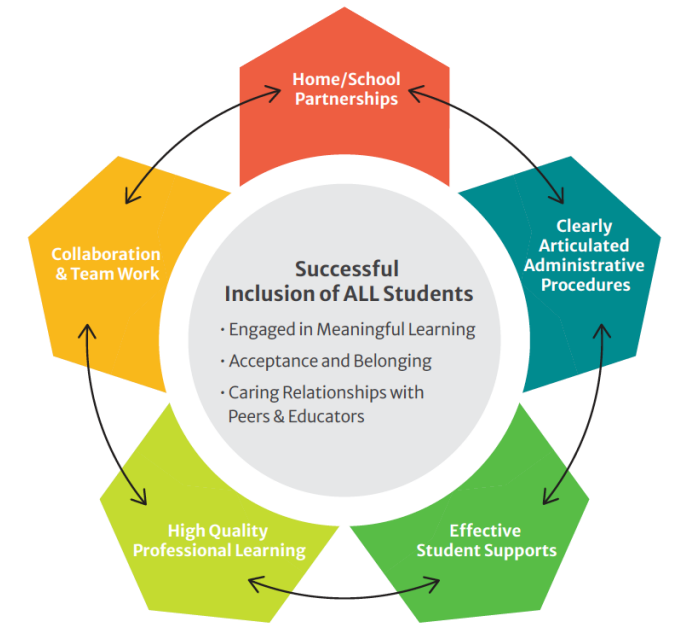 Home/School
Partnerships
Clearly
Articulated
Administrative
Procedures
Collaboration
& Team Work
Successful
Inclusion of ALL Students
· Engaged in Meaningful Learning
· Acceptance and Belonging
· Caring Relationships with
Peers & Educators
High Quality
Professional Learning
Effective
Student Supports